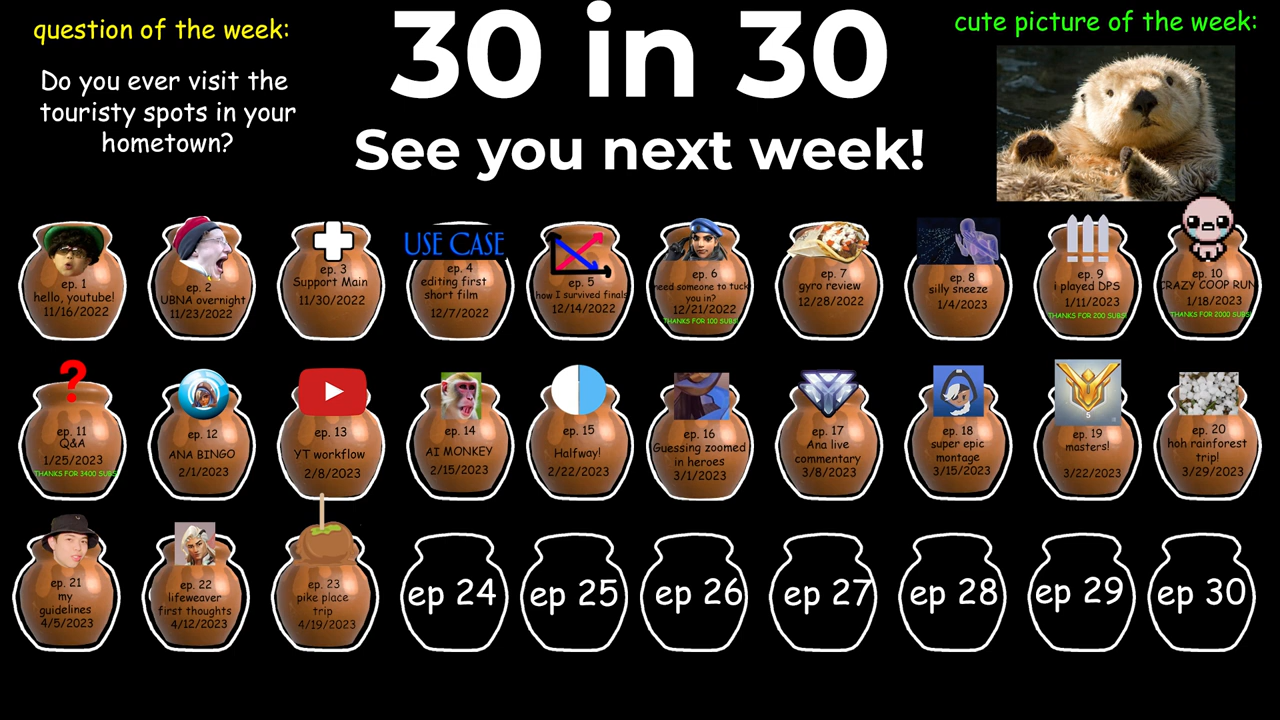 question of the week:
Do you ever visit the
touristy spots in your
hometown?
30 in 30
See you next week!
cute picture of the week:
ep. 1
hello, youtube!
11/16/2022
ep. 2
UBNA overnight
11/23/2022
ep. 3
Support Main
11/30/2022
USE CASE
ep. 4
editing first
short film
12/7/2022
ep. 5
how I survived finals
12/14/2022
ep. 6
need someone to tuck
you in?
12/21/2022
THANKS FOR 100 SUBS!
ep. 7
gyro review
12/28/2022
ep. 8
silly sneeze
1/4/2023
ep. 9
i played DPS
1/11/2023
THANKS FOR 200 SUBS!
ep. 10
CRAZY COOP RUN
1/18/2023
THANKS FOR 2000 SUBS!
?
ep. 11
Q&A
1/25/2023
THANKS FOR 3400 SUBS
ep. 12
ANA BINGO
2/1/2023
ep. 13
YT workflow
2/8/2023
ep. 14
AI MONKEY
2/15/2023
ep. 15
Halfway!
2/22/2023
ep. 16
Guessing zoomed
in heroes
3/1/2023
ep. 17
Ana live
commentary
3/8/2023
ep. 18
super epic
montage
3/15/2023
5
ep. 19
masters!
3/22/2023
ep. 20
hoh rainforest
trip!
3/29/2023
ep. 21
my
guidelines
4/5/2023
ep. 22
lifeweaver
first thoughts
4/12/2023
ep. 23
pike place
trip
4/19/2023
ep 24
ep 25
ep 26
ep 27
ep 28
ep 29
ep 30